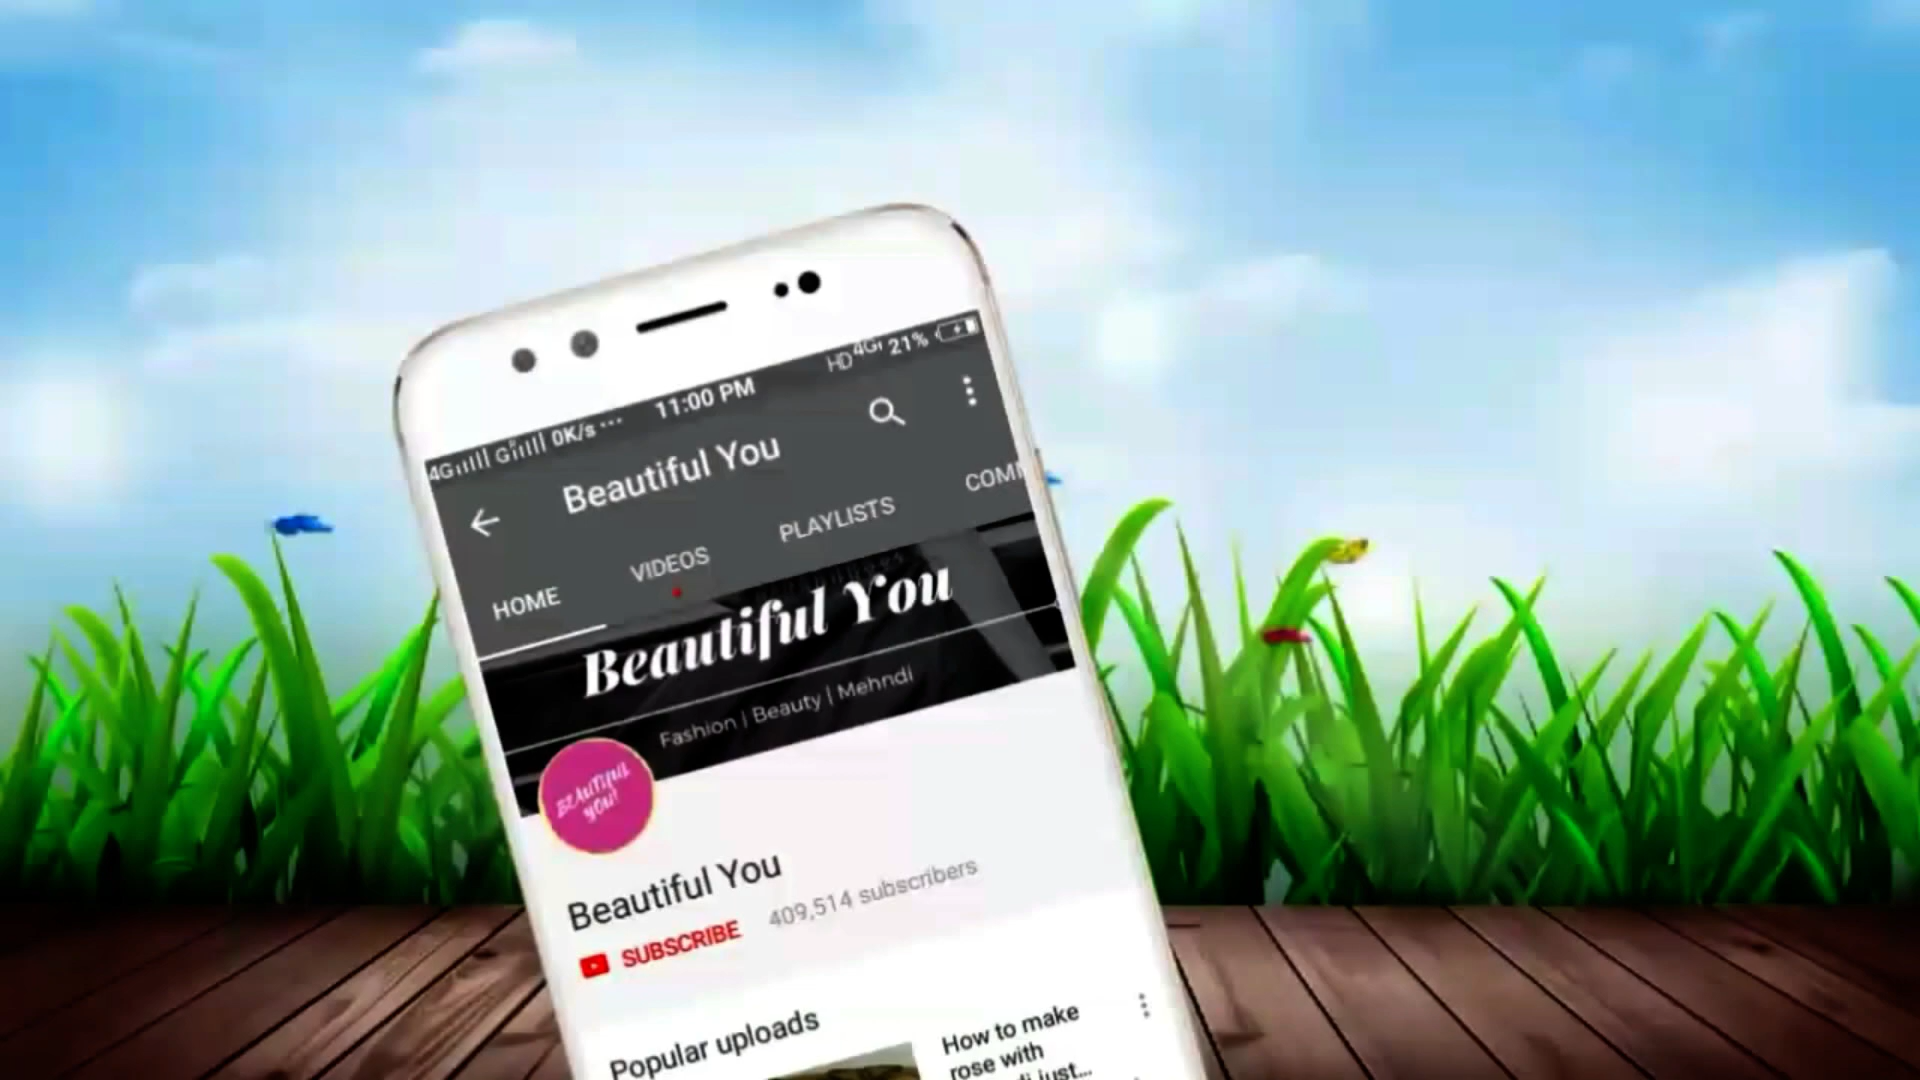 4G G 0K/s ... 11:00 PM HD 4G 21%
Beautiful You
HOME VIDEOS PLAYLISTS COMM
Beautiful You
Fashion | Beauty | Mehndi
BEAUTIFUL
YOU!
Beautiful You
SUBSCRIBE 409,514 subscribers
Popular uploads
How to make
rose with
just...